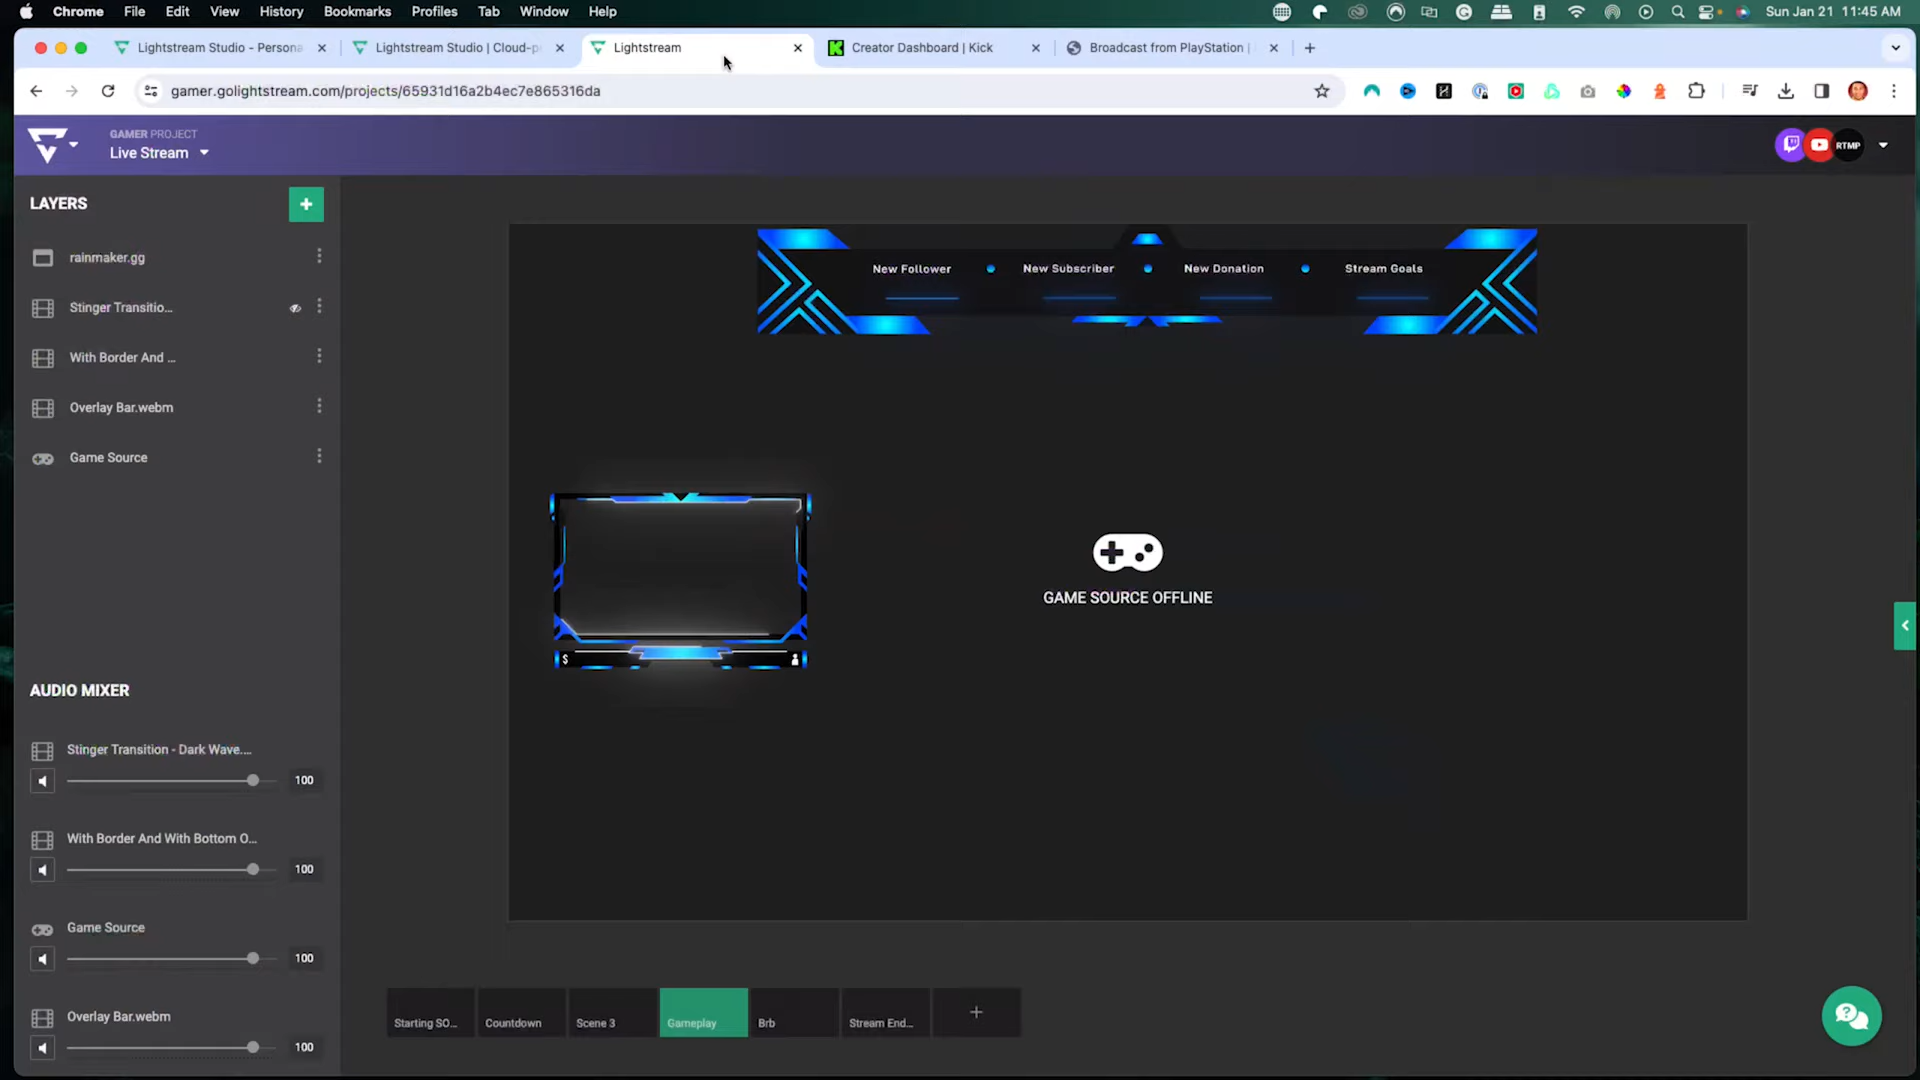 Chrome File Edit View History Bookmarks Profiles Tab Window Help Sun Jan 21 11:45 AM
Lightstream Studio - Persona Lightstream Studio | Cloud-p Lightstream Creator Dashboard | Kick Broadcast from PlayStation |
gamer.golightstream.com/projects/65931d16a2b4ec7e865316da
GAMER PROJECT
Live Stream
RTMP
LAYERS
rainmaker.gg
Stinger Transitio...
With Border And ...
Overlay Bar.webm
Game Source
New Follower New Subscriber New Donation Stream Goals
$
GAME SOURCE OFFLINE
AUDIO MIXER
Stinger Transition - Dark Wave....
100
With Border And With Bottom O...
100
Game Source
100
Overlay Bar.webm
100
Starting SO... Countdown Scene 3 Gameplay Brb Stream End...